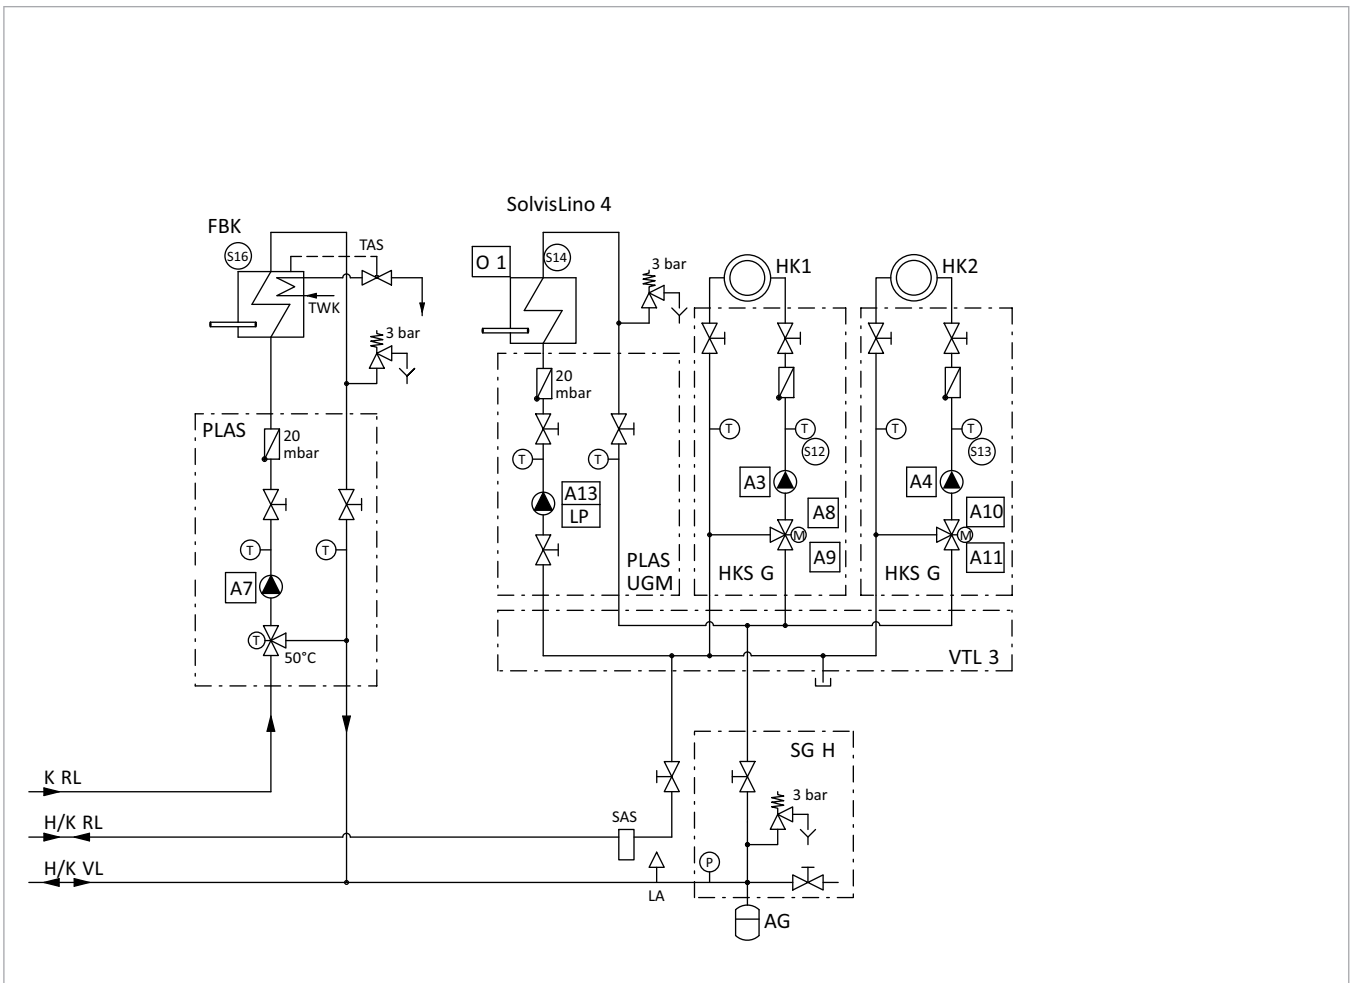 SolvisLino 4
FBK
S16
TAS
TWK
3 bar
O 1
S14
3 bar
HK1
HK2
PLAS
20
mbar
T
T
A7
T
50°C
20
mbar
T
T
A13
LP
PLAS
UGM
T
T
S12
A3
A8
M
A9
HKS G
T
T
S13
A4
A10
M
A11
HKS G
VTL 3
SG H
3 bar
K RL
H/K RL
SAS
H/K VL
LA
P
AG